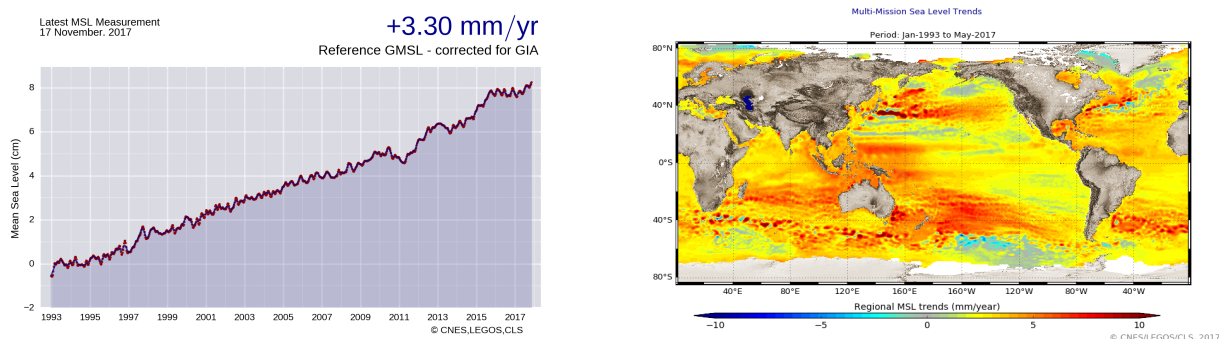 Latest MSL Measurement
17 November. 2017
+3.30 mm/yr
Reference GMSL - corrected for GIA
Mean Sea Level (cm)
8
6
4
2
0
−2
1993 1995 1997 1999 2001 2003 2005 2007 2009 2011 2013 2015 2017
© CNES,LEGOS,CLS
Multi-Mission Sea Level Trends
Period: Jan-1993 to May-2017
80°N
40°N
0°S
40°S
80°S
40°E 80°E 120°E 160°E 160°W 120°W 80°W 40°W
Regional MSL trends (mm/year)
−10 −5 0 5 10
© CNES/LEGOS/CLS, 2017